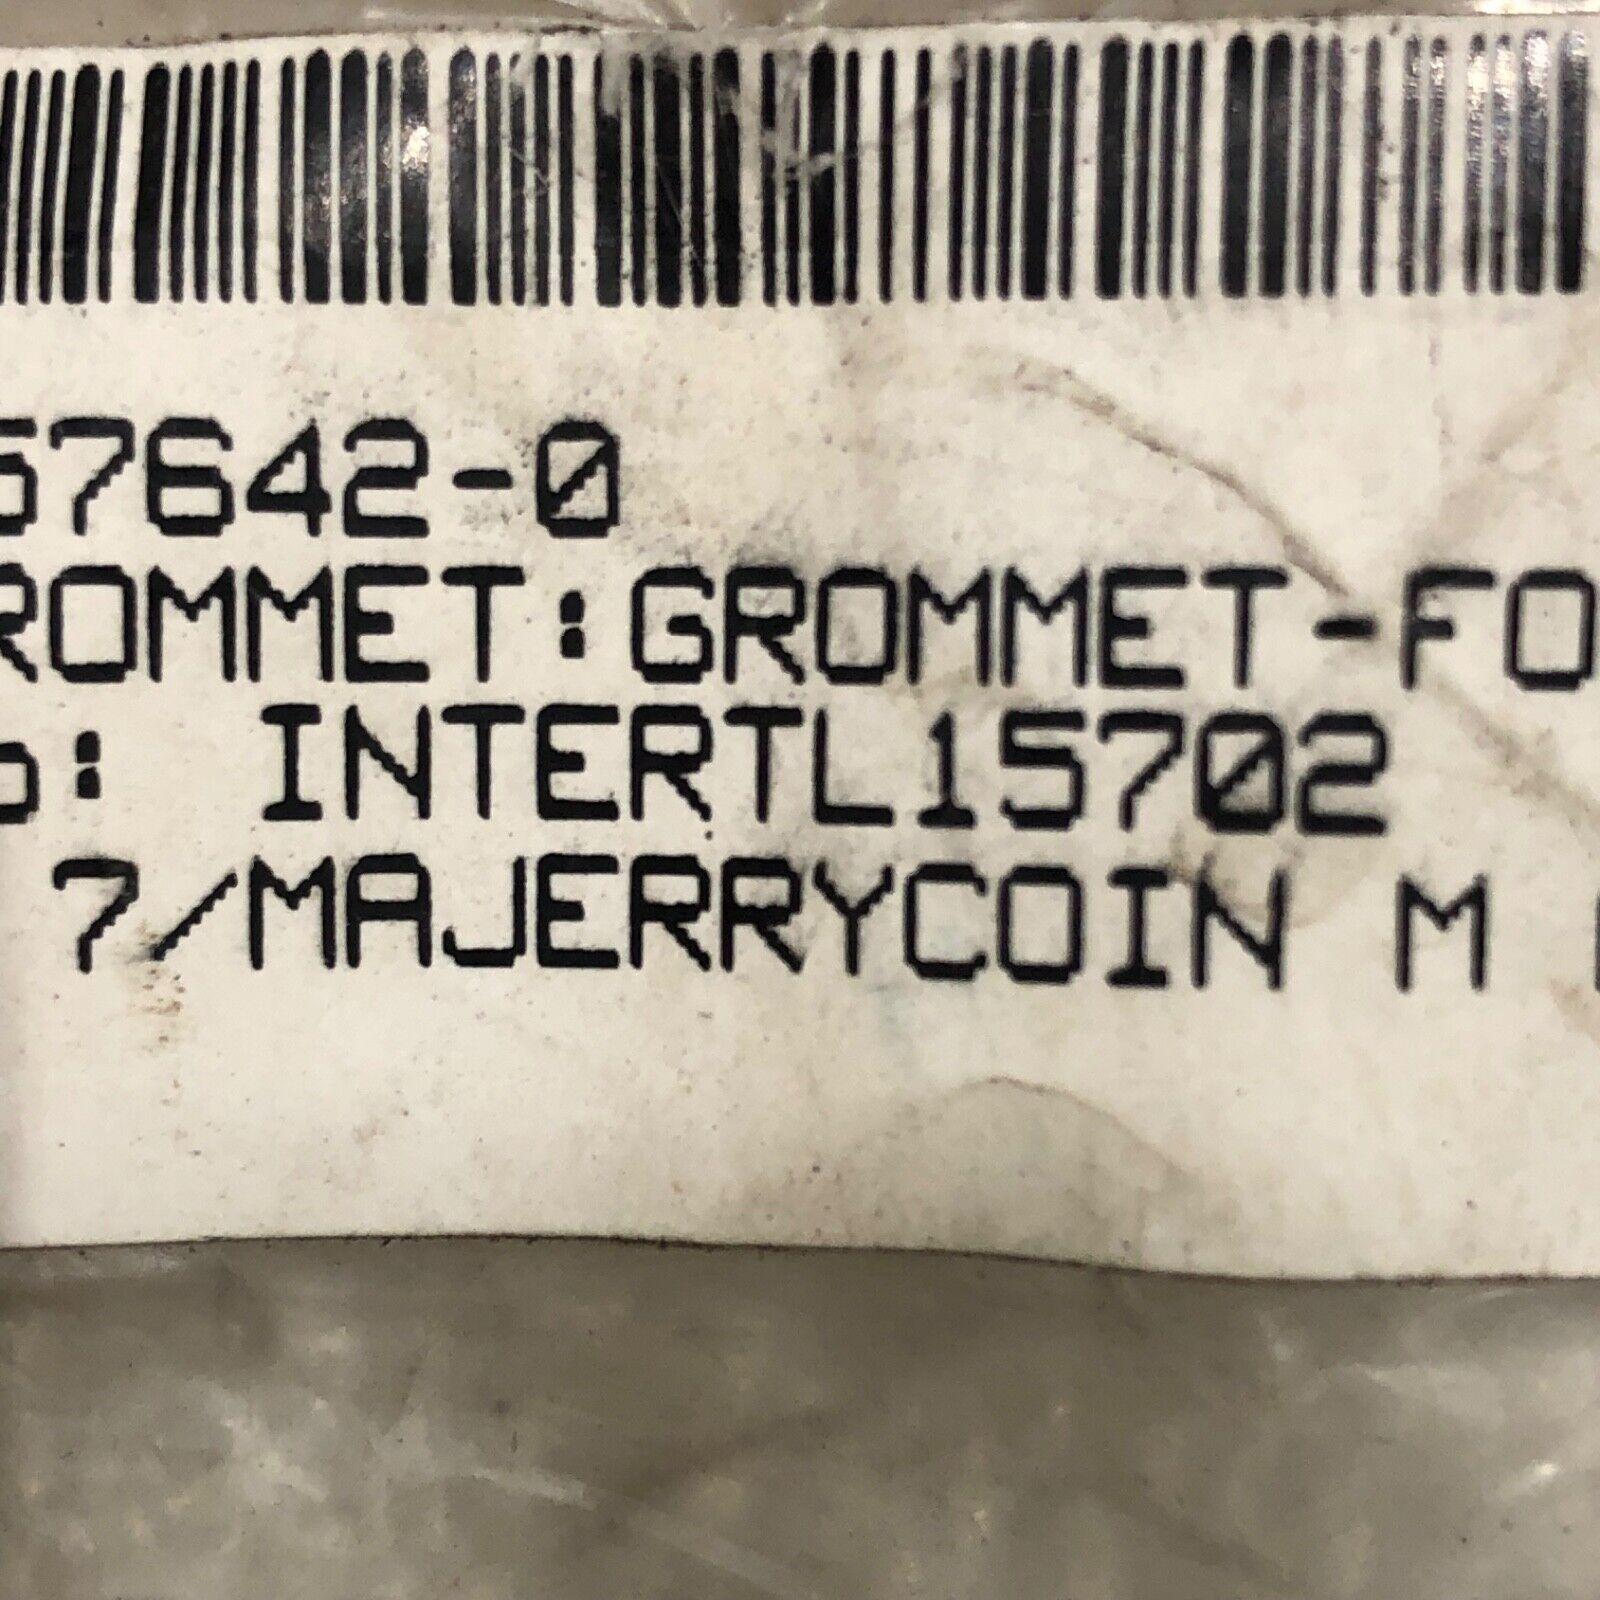 57642-0
ROMMET:GROMMET-FO
o: INTERTL15702
7/MAJERRYCOIN M